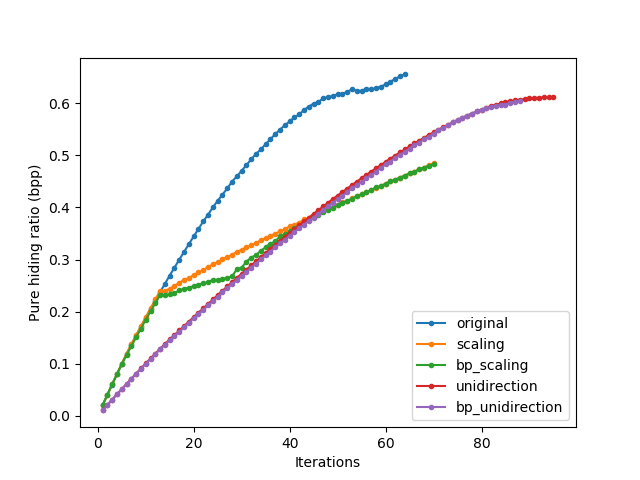 Pure hiding ratio (bpp)
0.6
0.5
0.4
0.3
0.2
0.1
0.0
0
20
40
60
80
Iterations
original
scaling
bp_scaling
unidirection
bp_unidirection